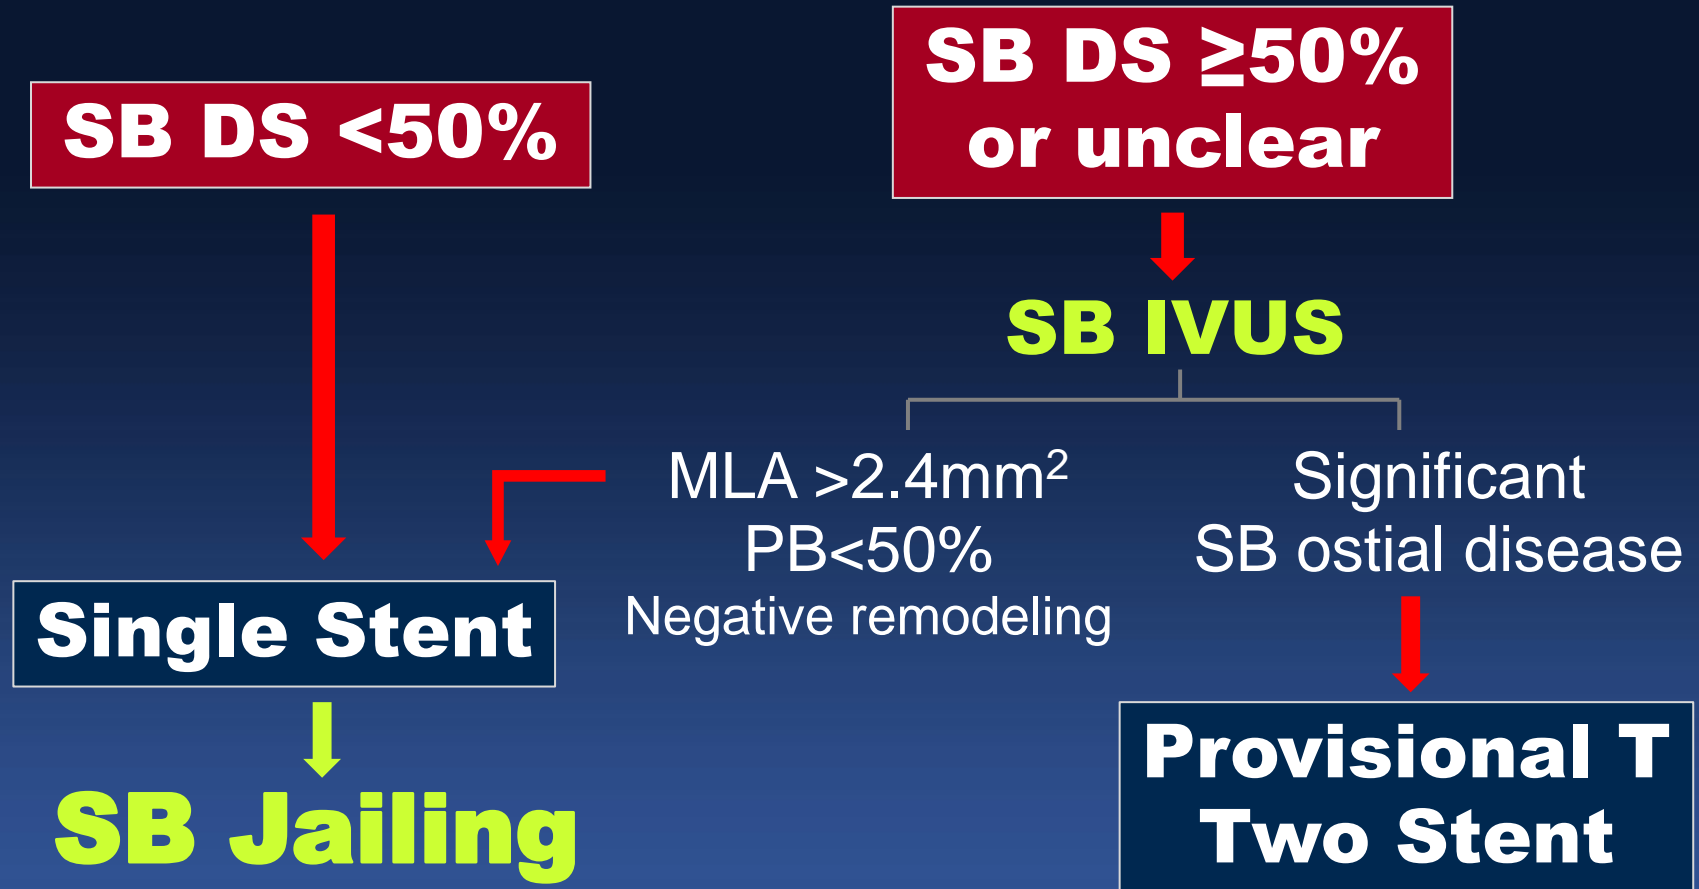 SB DS <50%
SB DS ≥50%
or unclear
SB IVUS
MLA >2.4mm²
PB<50%
Negative remodeling
Significant
SB ostial disease
Single Stent
SB Jailing
Provisional T
Two Stent